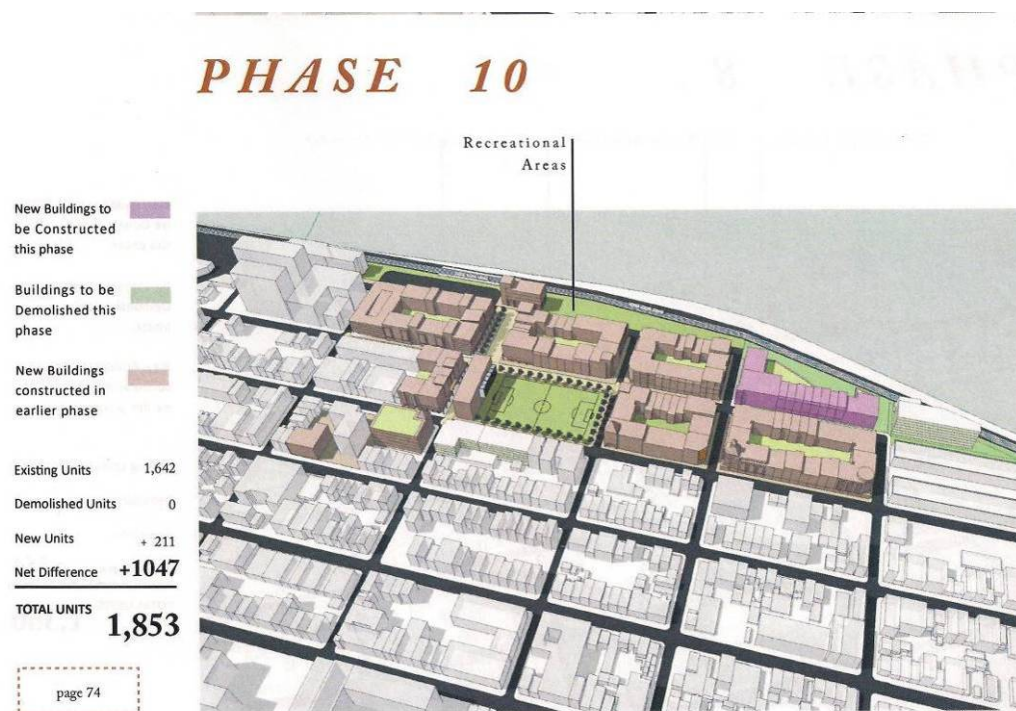 PHASE 10
Recreational
Areas
New Buildings to
be Constructed
this phase
Buildings to be
Demolished this
phase
New Buildings
constructed in
earlier phase
Existing Units 1,642
Demolished Units 0
New Units + 211
Net Difference +1047
TOTAL UNITS
1,853
page 74